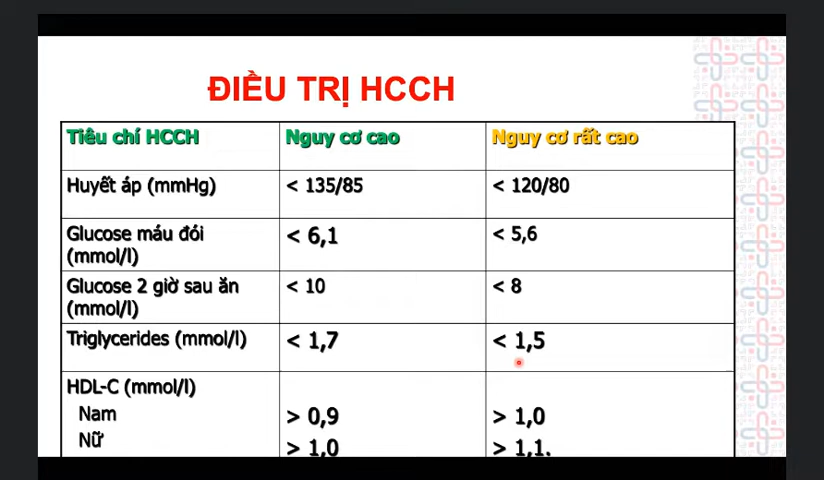 ĐIỀU TRỊ HCCH
Tiêu chí HCCH
Nguy cơ cao
Nguy cơ rất cao
Huyết áp (mmHg)
< 135/85
< 120/80
Glucose máu đói
(mmol/l)
< 6,1
< 5,6
Glucose 2 giờ sau ăn
(mmol/l)
< 10
< 8
Triglycerides (mmol/l)
< 1,7
< 1,5
HDL-C (mmol/l)
Nam
> 0,9
> 1,0
Nữ
> 1,0
> 1,1.